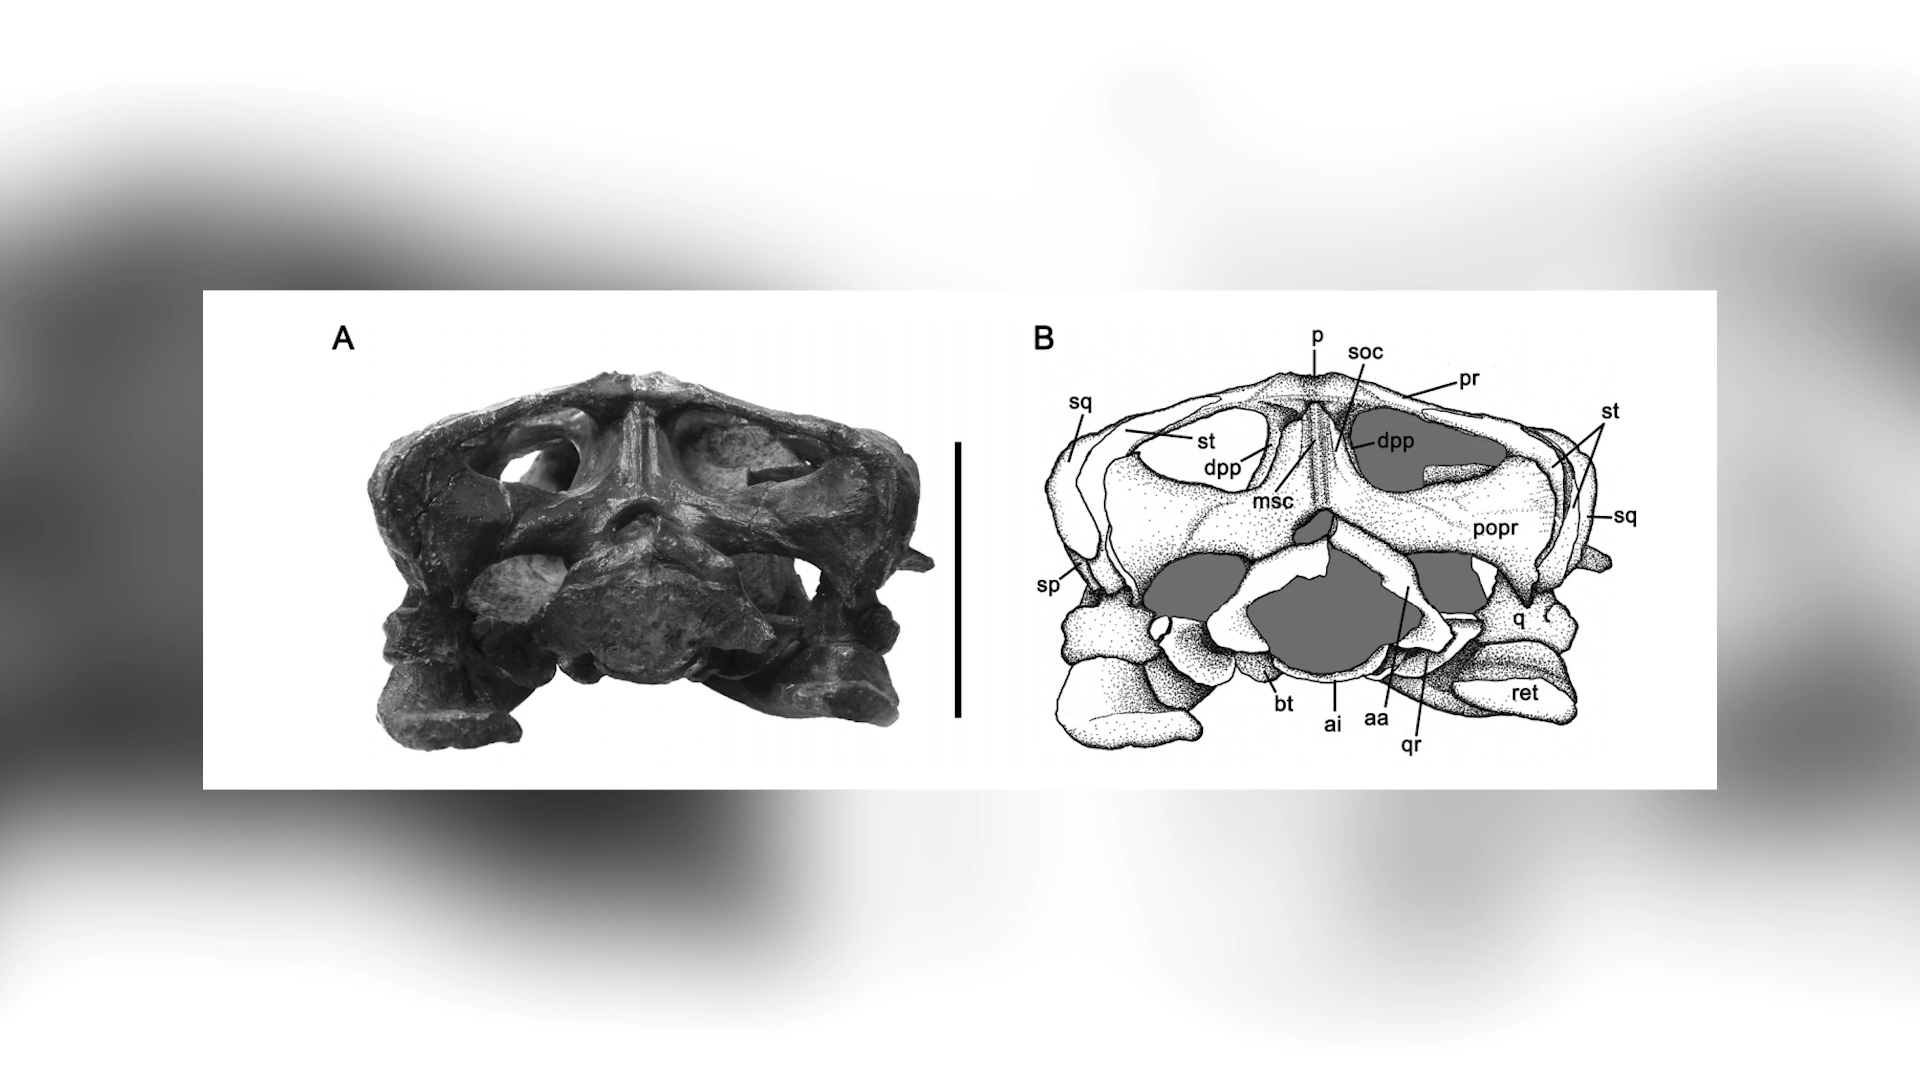 A
B
p
soc
pr
sq
st
st
dpp
dpp
msc
popr
sq
sp
q
ret
bt
ai
aa
qr